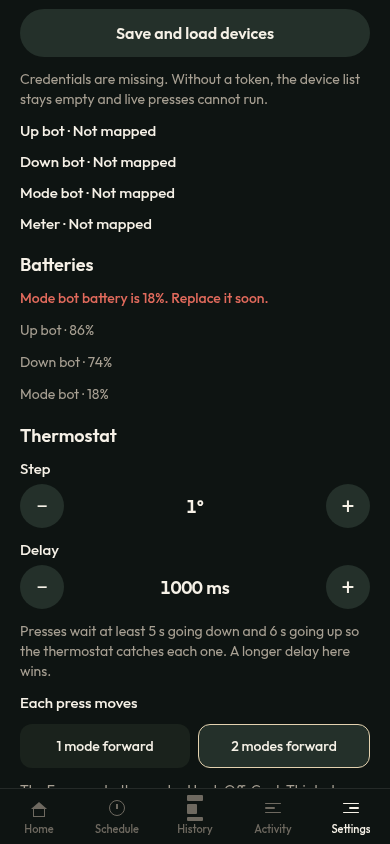 Save and load devices
Credentials are missing. Without a token, the device list
stays empty and live presses cannot run.
Up bot · Not mapped
Down bot · Not mapped
Mode bot · Not mapped
Meter · Not mapped
Batteries
Mode bot battery is 18%. Replace it soon.
Up bot · 86%
Down bot · 74%
Mode bot · 18%
Thermostat
Step
− 1° +
Delay
− 1000 ms +
Presses wait at least 5 s going down and 6 s going up so
the thermostat catches each one. A longer delay here
wins.
Each press moves
1 mode forward 2 modes forward
Home Schedule History Activity Settings